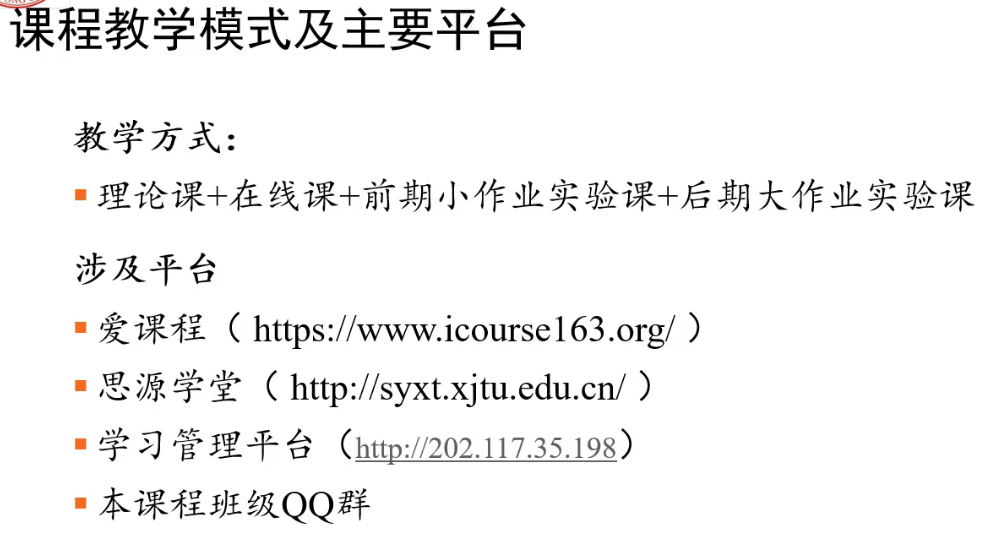 课程教学模式及主要平台
教学方式：
理论课+在线课+前期小作业实验课+后期大作业实验课
涉及平台
爱课程（ https://www.icourse163.org/ ）
思源学堂（ http://syxt.xjtu.edu.cn/ ）
学习管理平台（http://202.117.35.198）
本课程班级QQ群